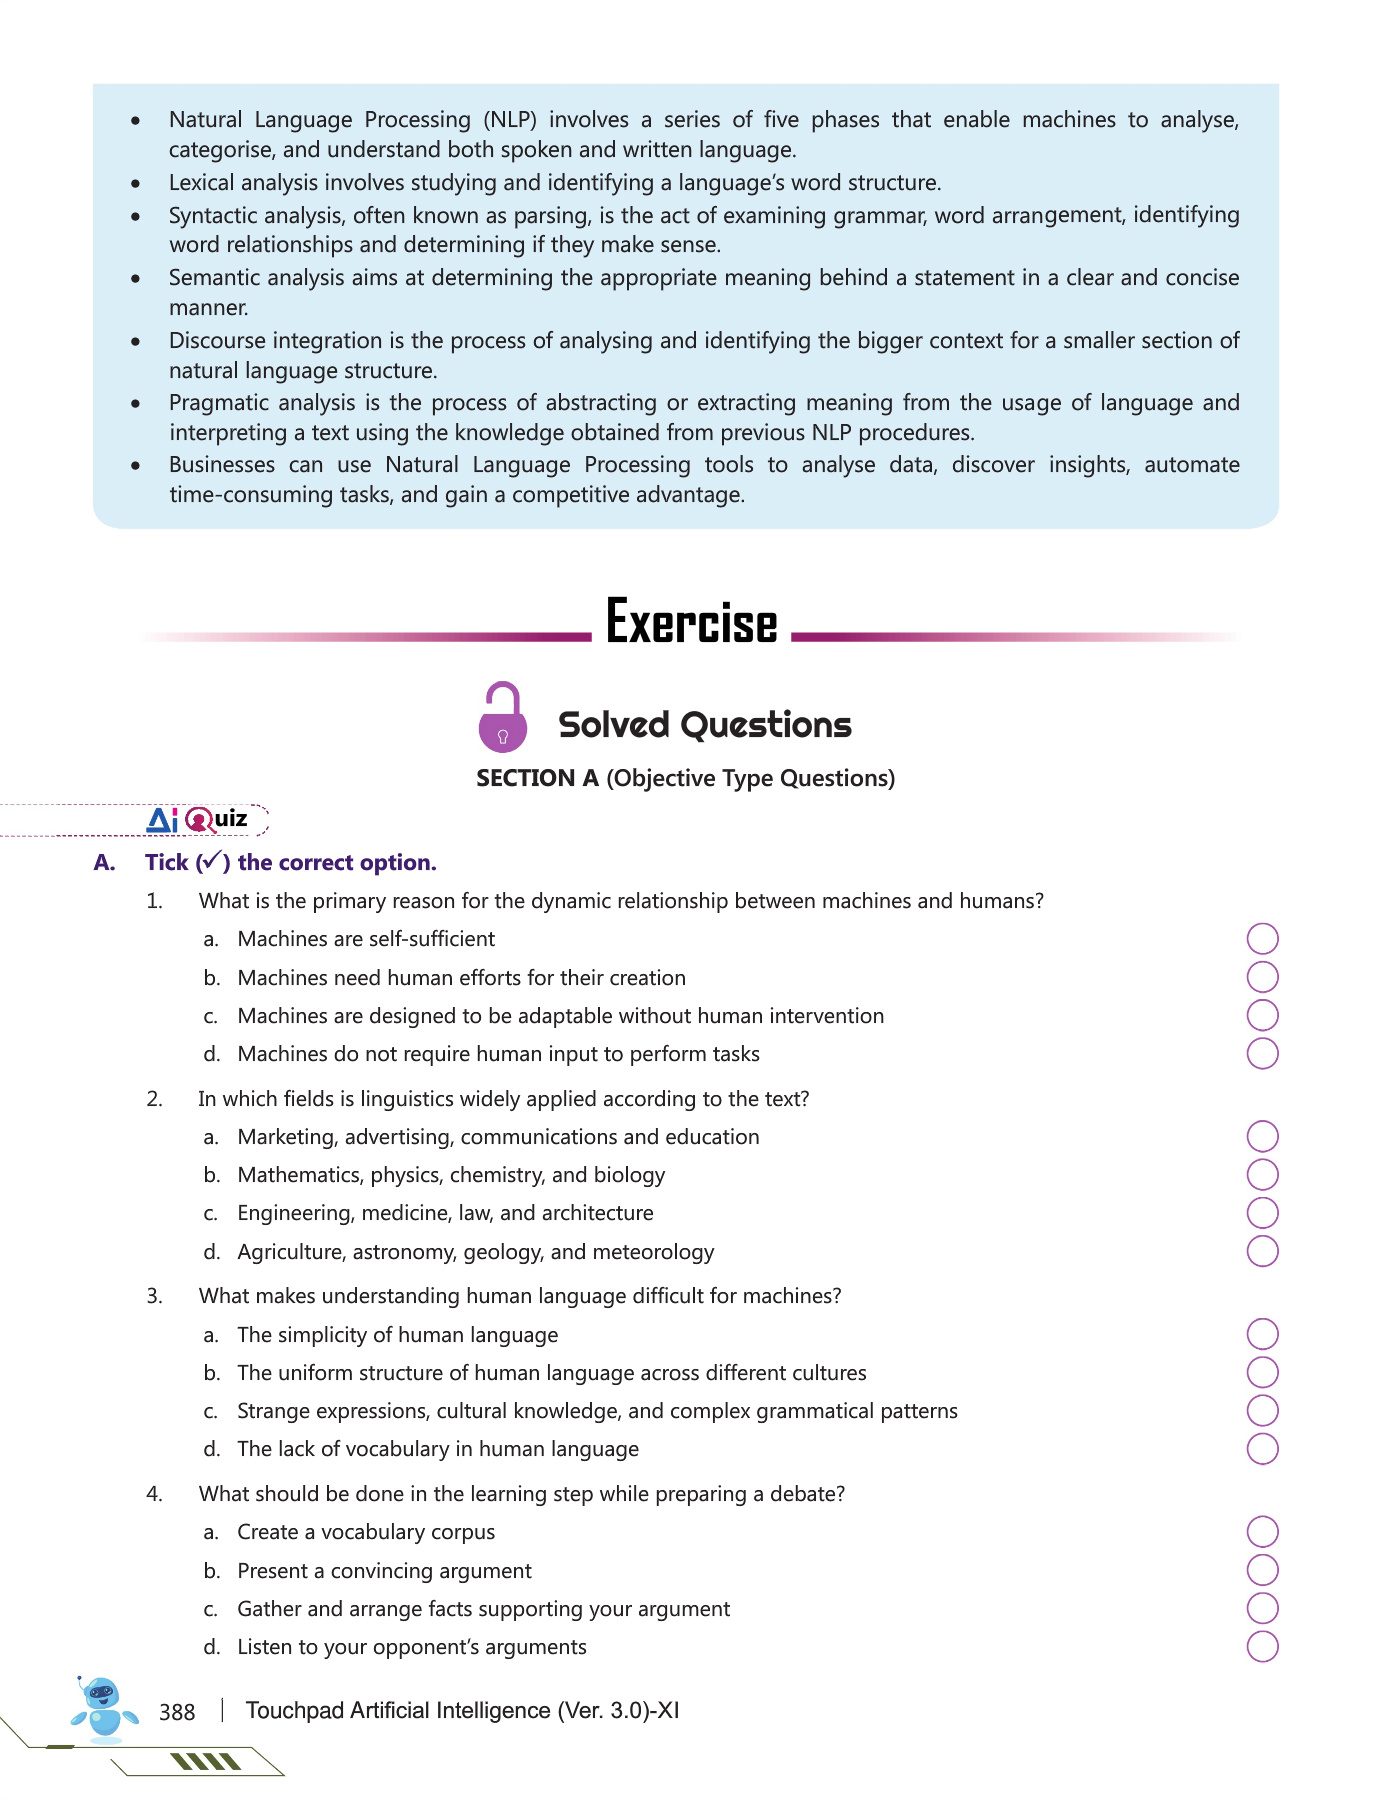 • Natural Language Processing (NLP) involves a series of five phases that enable machines to analyse,
categorise, and understand both spoken and written language.
• Lexical analysis involves studying and identifying a language's word structure.
• Syntactic analysis, often known as parsing, is the act of examining grammar, word arrangement, identifying
word relationships and determining if they make sense.
• Semantic analysis aims at determining the appropriate meaning behind a statement in a clear and concise
manner.
• Discourse integration is the process of analysing and identifying the bigger context for a smaller section of
natural language structure.
• Pragmatic analysis is the process of abstracting or extracting meaning from the usage of language and
interpreting a text using the knowledge obtained from previous NLP procedures.
• Businesses can use Natural Language Processing tools to analyse data, discover insights, automate
time-consuming tasks, and gain a competitive advantage.
Exercise
Solved Questions
SECTION A (Objective Type Questions)
Ai Quiz
A. Tick (✓) the correct option.
1. What is the primary reason for the dynamic relationship between machines and humans?
a. Machines are self-sufficient
b. Machines need human efforts for their creation
c. Machines are designed to be adaptable without human intervention
d. Machines do not require human input to perform tasks
2. In which fields is linguistics widely applied according to the text?
a. Marketing, advertising, communications and education
b. Mathematics, physics, chemistry, and biology
c. Engineering, medicine, law, and architecture
d. Agriculture, astronomy, geology, and meteorology
3. What makes understanding human language difficult for machines?
a. The simplicity of human language
b. The uniform structure of human language across different cultures
c. Strange expressions, cultural knowledge, and complex grammatical patterns
d. The lack of vocabulary in human language
4. What should be done in the learning step while preparing a debate?
a. Create a vocabulary corpus
b. Present a convincing argument
c. Gather and arrange facts supporting your argument
d. Listen to your opponent's arguments
388 | Touchpad Artificial Intelligence (Ver. 3.0)-XI